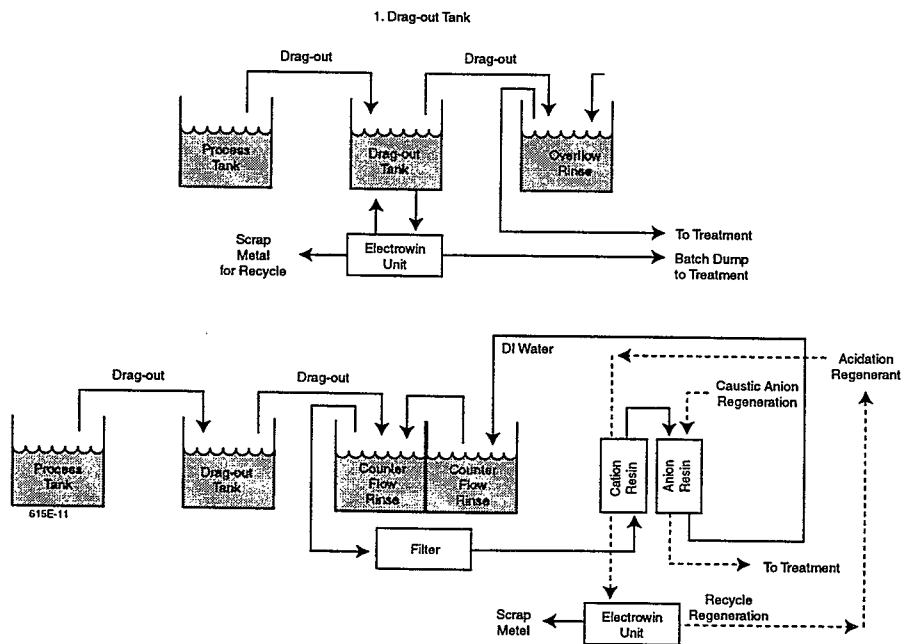 1. Drag-out Tank
Drag-out
Drag-out
Process
Tank
Drag-out
Tank
Overflow
Rinse
Scrap
Metal
for Recycle
Electrowin
Unit
To Treatment
Batch Dump
to Treatment
DI Water
Acidation
Regenerant
Drag-out
Drag-out
Caustic Anion
Regeneration
Process
Tank
615E-11
Drag-out
Tank
Counter
Flow
Rinse
Counter
Flow
Rinse
Cation
Resin
Anion
Resin
Filter
To Treatment
Scrap
Metel
Electrowin
Unit
Recycle
Regeneration